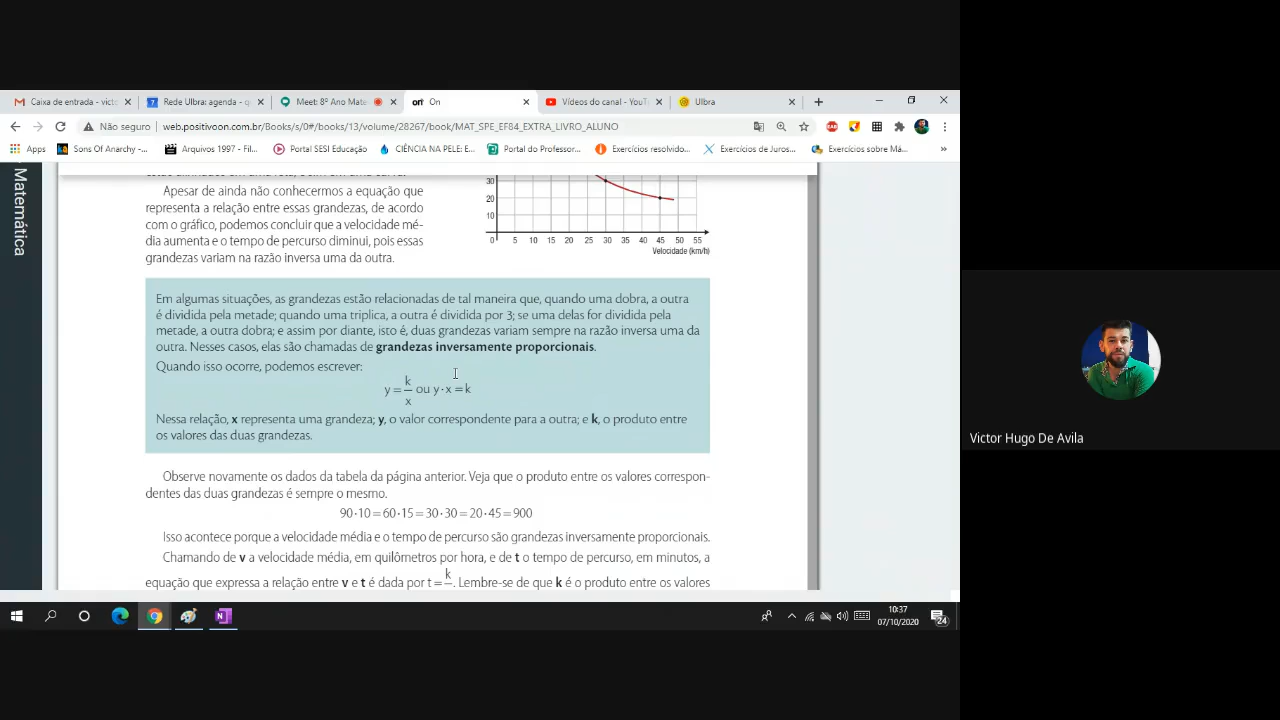 Caixa de entrada - victo
Rede Ulbra: agenda - q
Meet: 8º Ano Mate
On
Vídeos do canal - YouT
Ulbra
Não seguro
web.positivoon.com.br/Books/s/0#/books/13/volume/28267/book/MAT_SPE_EF84_EXTRA_LIVRO_ALUNO
Apps
Sons Of Anarchy -...
Arquivos 1997 - Fil...
Portal SESI Educação
CIÊNCIA NA PELE: E...
Portal do Professor...
Exercícios resolvido...
Exercícios de Juros...
Exercícios sobre Má...
Matemática
Apesar de ainda não conhecermos a equação que
representa a relação entre essas grandezas, de acordo
com o gráfico, podemos concluir que a velocidade mé-
dia aumenta e o tempo de percurso diminui, pois essas
grandezas variam na razão inversa uma da outra.
30
20
10
0 5 10 15 20 25 30 35 40 45 50 55
Velocidade (km/h)
Em algumas situações, as grandezas estão relacionadas de tal maneira que, quando uma dobra, a outra
é dividida pela metade; quando uma triplica, a outra é dividida por 3; se uma delas for dividida pela
metade, a outra dobra; e assim por diante, isto é, duas grandezas variam sempre na razão inversa uma da
outra. Nesses casos, elas são chamadas de grandezas inversamente proporcionais.
Quando isso ocorre, podemos escrever:
y = k/x ou y · x = k
Nessa relação, x representa uma grandeza; y, o valor correspondente para a outra; e k, o produto entre
os valores das duas grandezas.
Observe novamente os dados da tabela da página anterior. Veja que o produto entre os valores correspon-
dentes das duas grandezas é sempre o mesmo.
90 · 10 = 60 · 15 = 30 · 30 = 20 · 45 = 900
Isso acontece porque a velocidade média e o tempo de percurso são grandezas inversamente proporcionais.
Chamando de v a velocidade média, em quilômetros por hora, e de t o tempo de percurso, em minutos, a
equação que expressa a relação entre v e t é dada por t = k. Lembre-se de que k é o produto entre os valores
10:37
07/10/2020
24
Victor Hugo De Avila